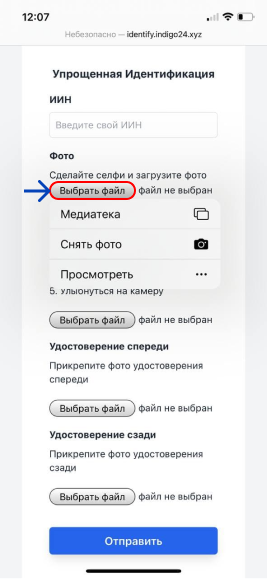 12:07
Небезопасно — identify.indigo24.xyz
Упрощенная Идентификация
ИИН
Введите свой ИИН
Фото
Сделайте селфи и загрузите фото
Выбрать файл файл не выбран
Медиатека
Снять фото
Просмотреть
5. Улыбнуться на камеру
Выбрать файл файл не выбран
Удостоверение спереди
Прикрепите фото удостоверения
спереди
Выбрать файл файл не выбран
Удостоверение сзади
Прикрепите фото удостоверения
сзади
Выбрать файл файл не выбран
Отправить